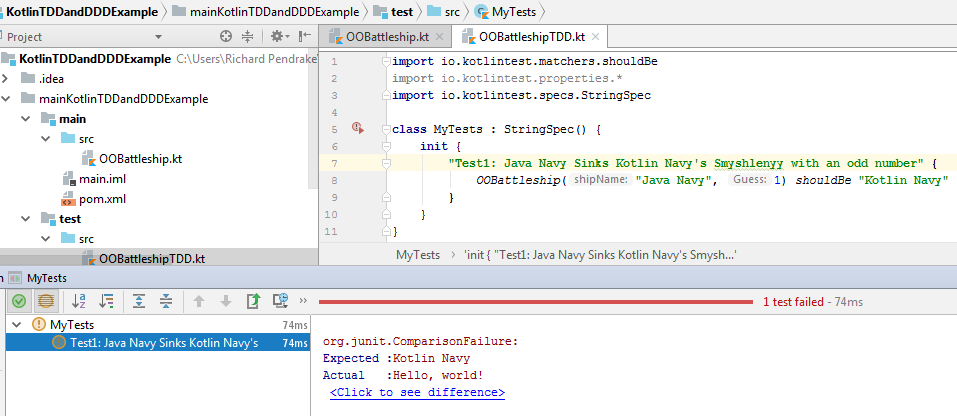 KotlinTDDandDDDExample mainKotlinTDDandDDDExample test src MyTests
Project
OOBattleship.kt OOBattleshipTDD.kt
KotlinTDDandDDDExample C:\Users\Richard Pendrake\
.idea
mainKotlinTDDandDDDExample
main
src
OOBattleship.kt
main.iml
pom.xml
test
src
OOBattleshipTDD.kt
1 import io.kotlintest.matchers.shouldBe
2 import io.kotlintest.properties.*
3 import io.kotlintest.specs.StringSpec
4
5 class MyTests : StringSpec() {
6 init {
7 "Test1: Java Navy Sinks Kotlin Navy's Smyshlenyy with an odd number" {
8 OOBattleship( shipName: "Java Navy", Guess: 1) shouldBe "Kotlin Navy"
9 }
10 }
11 }
MyTests 'init { "Test1: Java Navy Sinks Kotlin Navy's Smysh...'
MyTests
1 test failed - 74ms
MyTests 74ms
Test1: Java Navy Sinks Kotlin Navy's 74ms
org.junit.ComparisonFailure:
Expected :Kotlin Navy
Actual :Hello, world!
<Click to see difference>